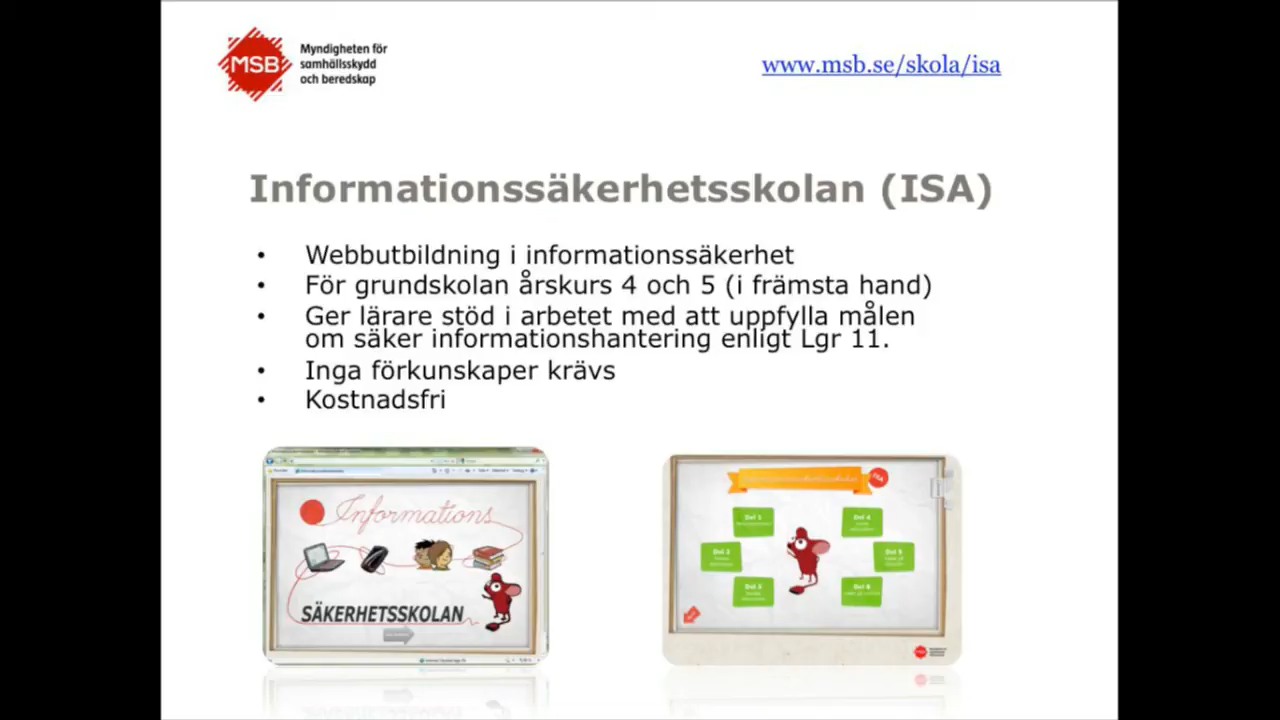 MSB
Myndigheten för
samhällsskydd
och beredskap
www.msb.se/skola/isa
Informationssäkerhetsskolan (ISA)
• Webbutbildning i informationssäkerhet
• För grundskolan årskurs 4 och 5 (i främsta hand)
• Ger lärare stöd i arbetet med att uppfylla målen
om säker informationshantering enligt Lgr 11.
• Inga förkunskaper krävs
• Kostnadsfri
Informations
SÄKERHETSSKOLAN
ISA
Del 1
Del 4
Del 2
Del 5
Del 3
Del 6